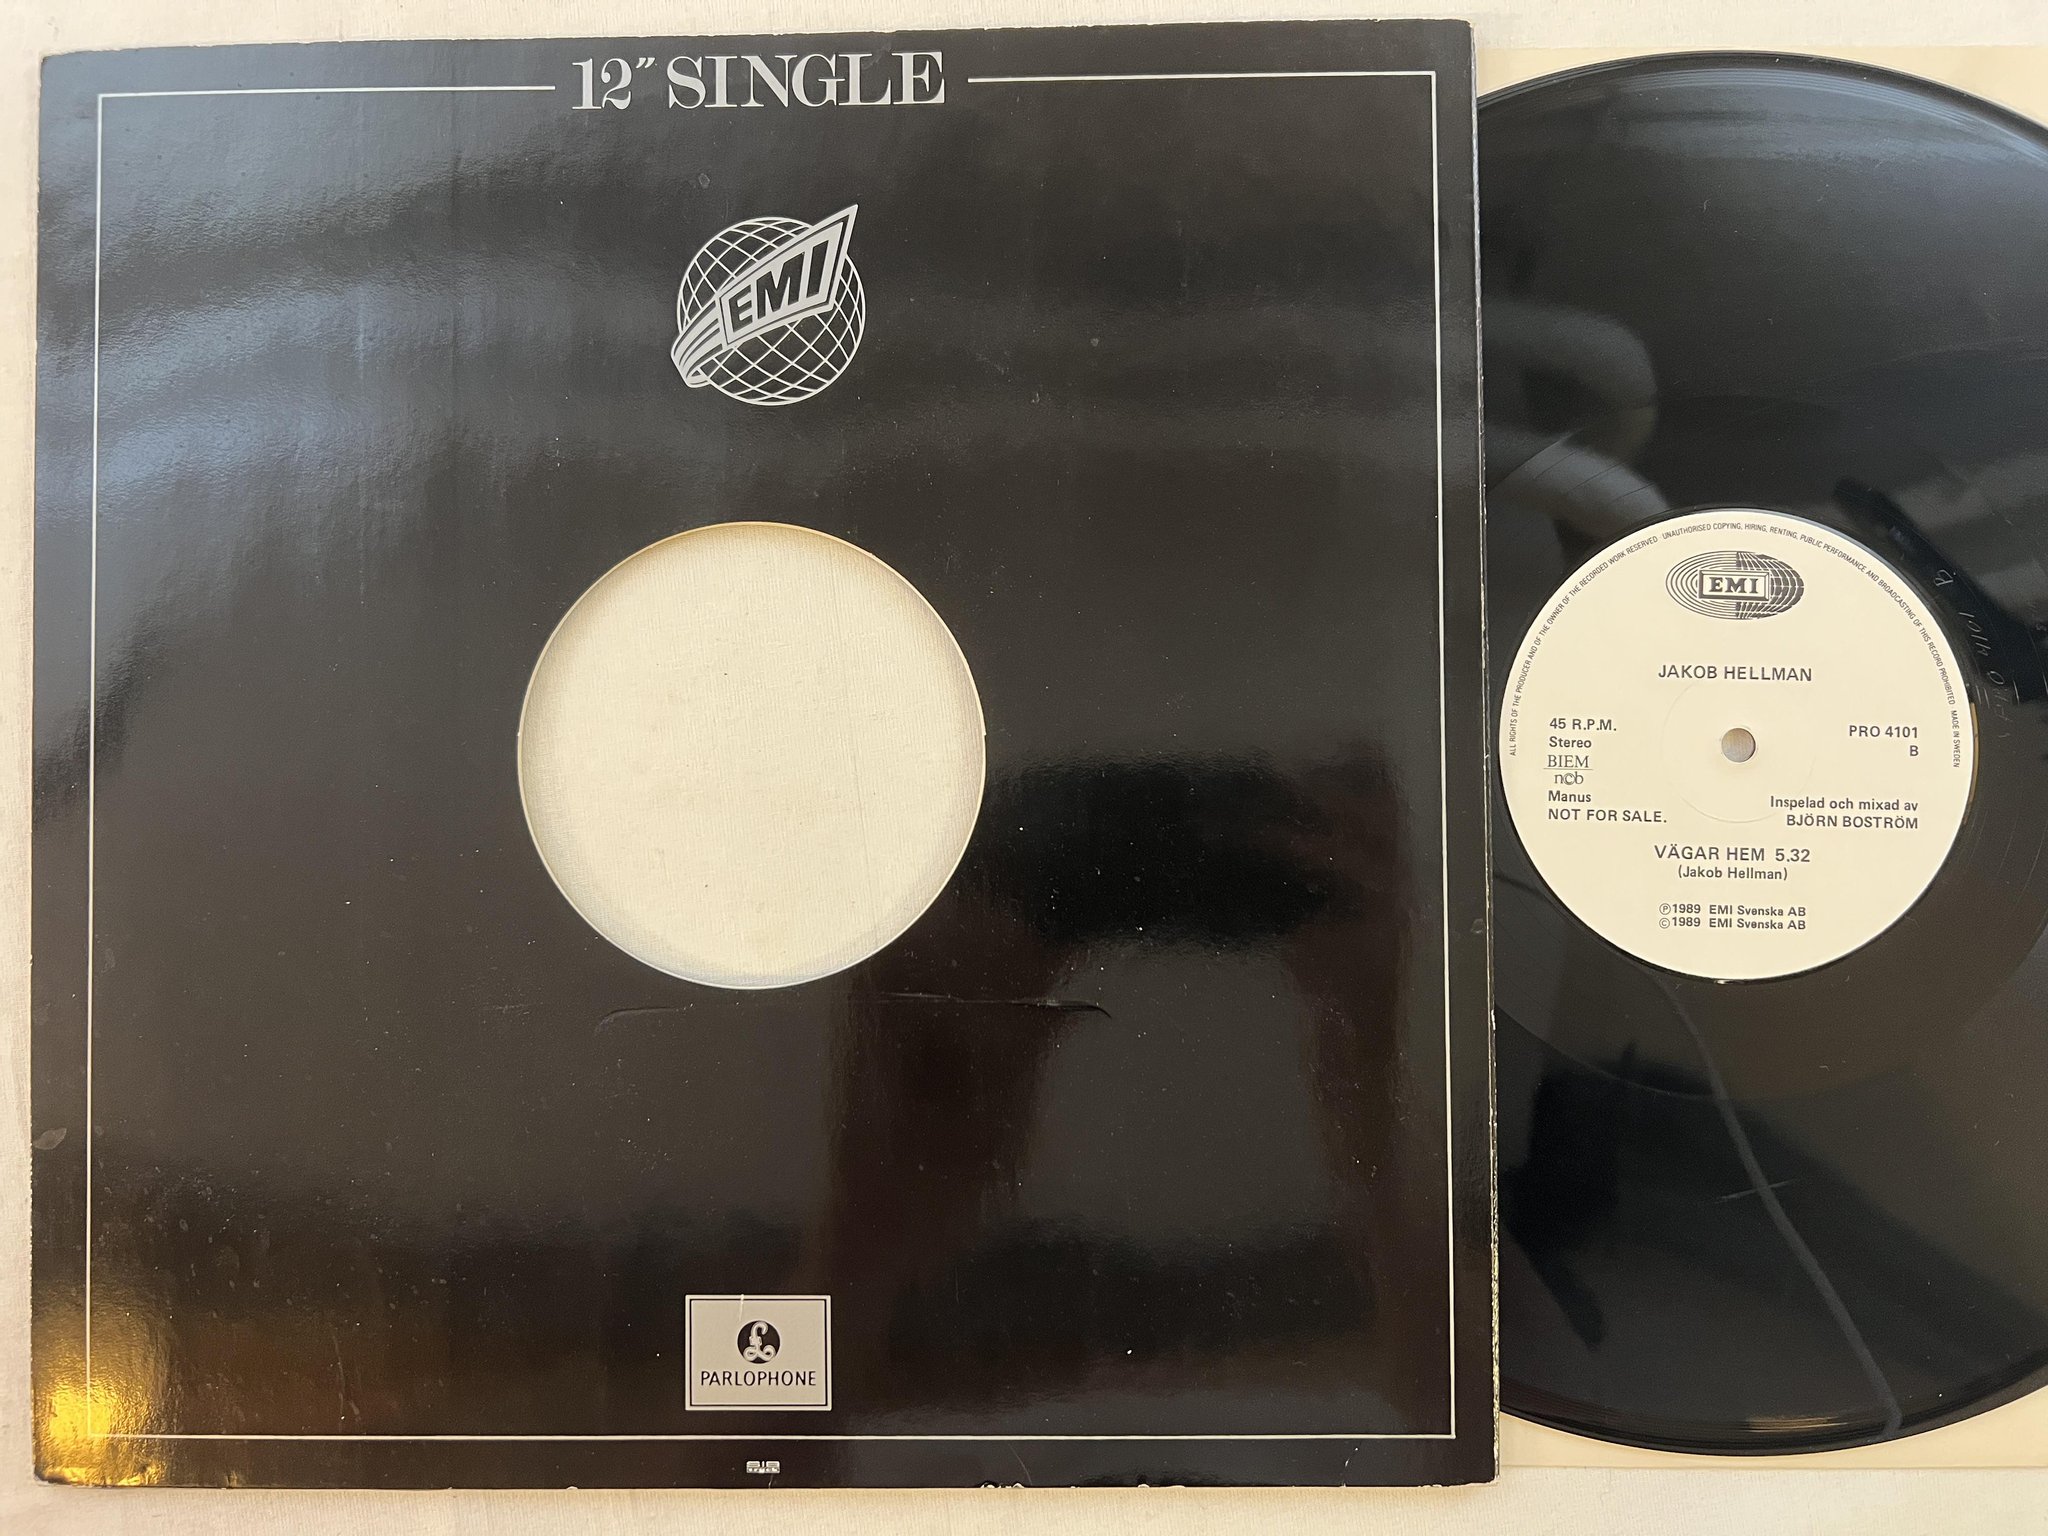 12" SINGLE
EMI
PARLOPHONE
ALL RIGHTS OF THE PRODUCER AND OF THE OWNER OF THE RECORDED WORK RESERVED · UNAUTHORISED COPYING, HIRING, RENTING, PUBLIC PERFORMANCE AND BROADCASTING OF THIS RECORD PROHIBITED · MADE IN SWEDEN
EMI
JAKOB HELLMAN
45 R.P.M.
Stereo
BIEM
n©b
Manus
NOT FOR SALE.
PRO 4101
B
Inspelad och mixad av
BJÖRN BOSTRÖM
VÄGAR HEM 5.32
(Jakob Hellman)
℗ 1989 EMI Svenska AB
© 1989 EMI Svenska AB